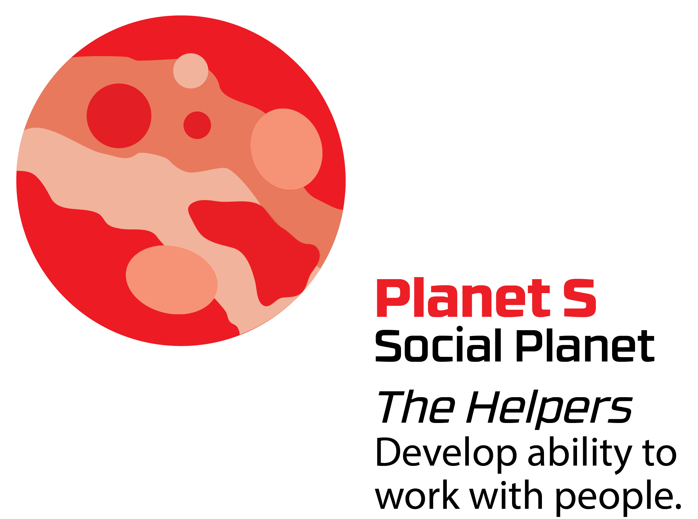 Planet S
Social Planet
The Helpers
Develop ability to
work with people.